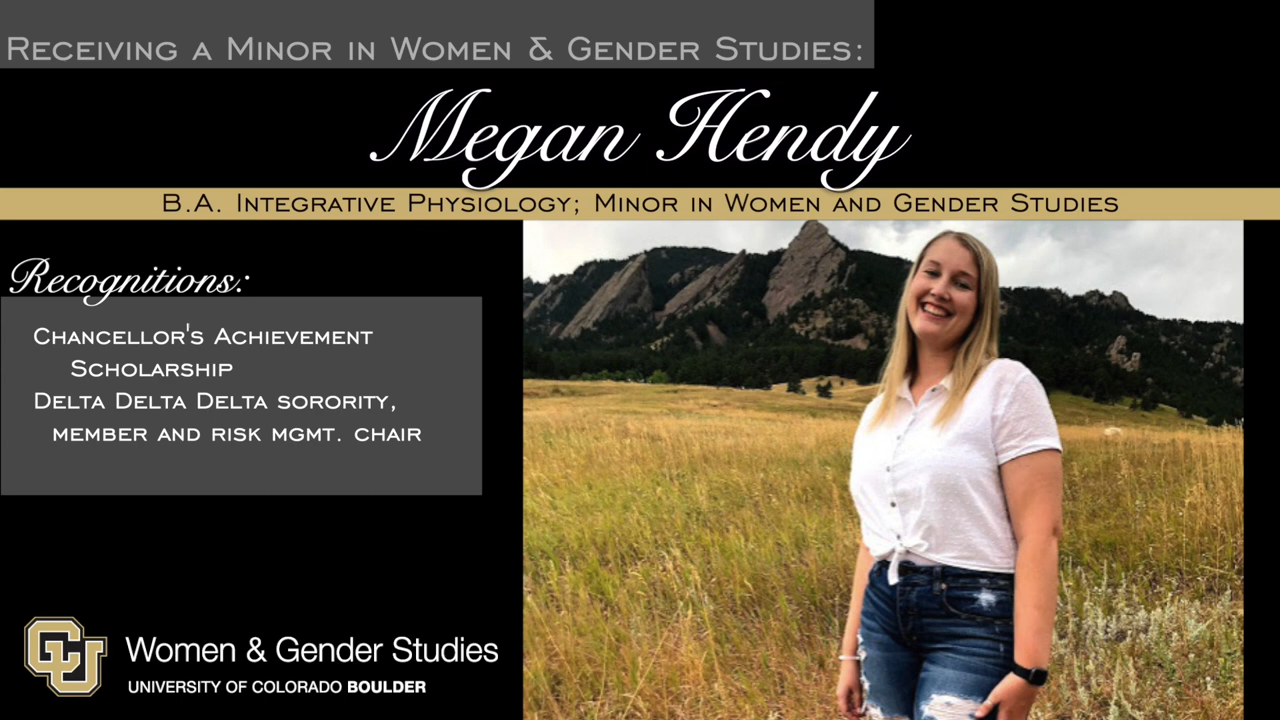 Receiving a Minor in Women & Gender Studies:
Megan Hendy
B.A. Integrative Physiology; Minor in Women and Gender Studies
Recognitions:
Chancellor's Achievement
Scholarship
Delta Delta Delta sorority,
member and risk mgmt. chair
CU
Women & Gender Studies
UNIVERSITY OF COLORADO BOULDER